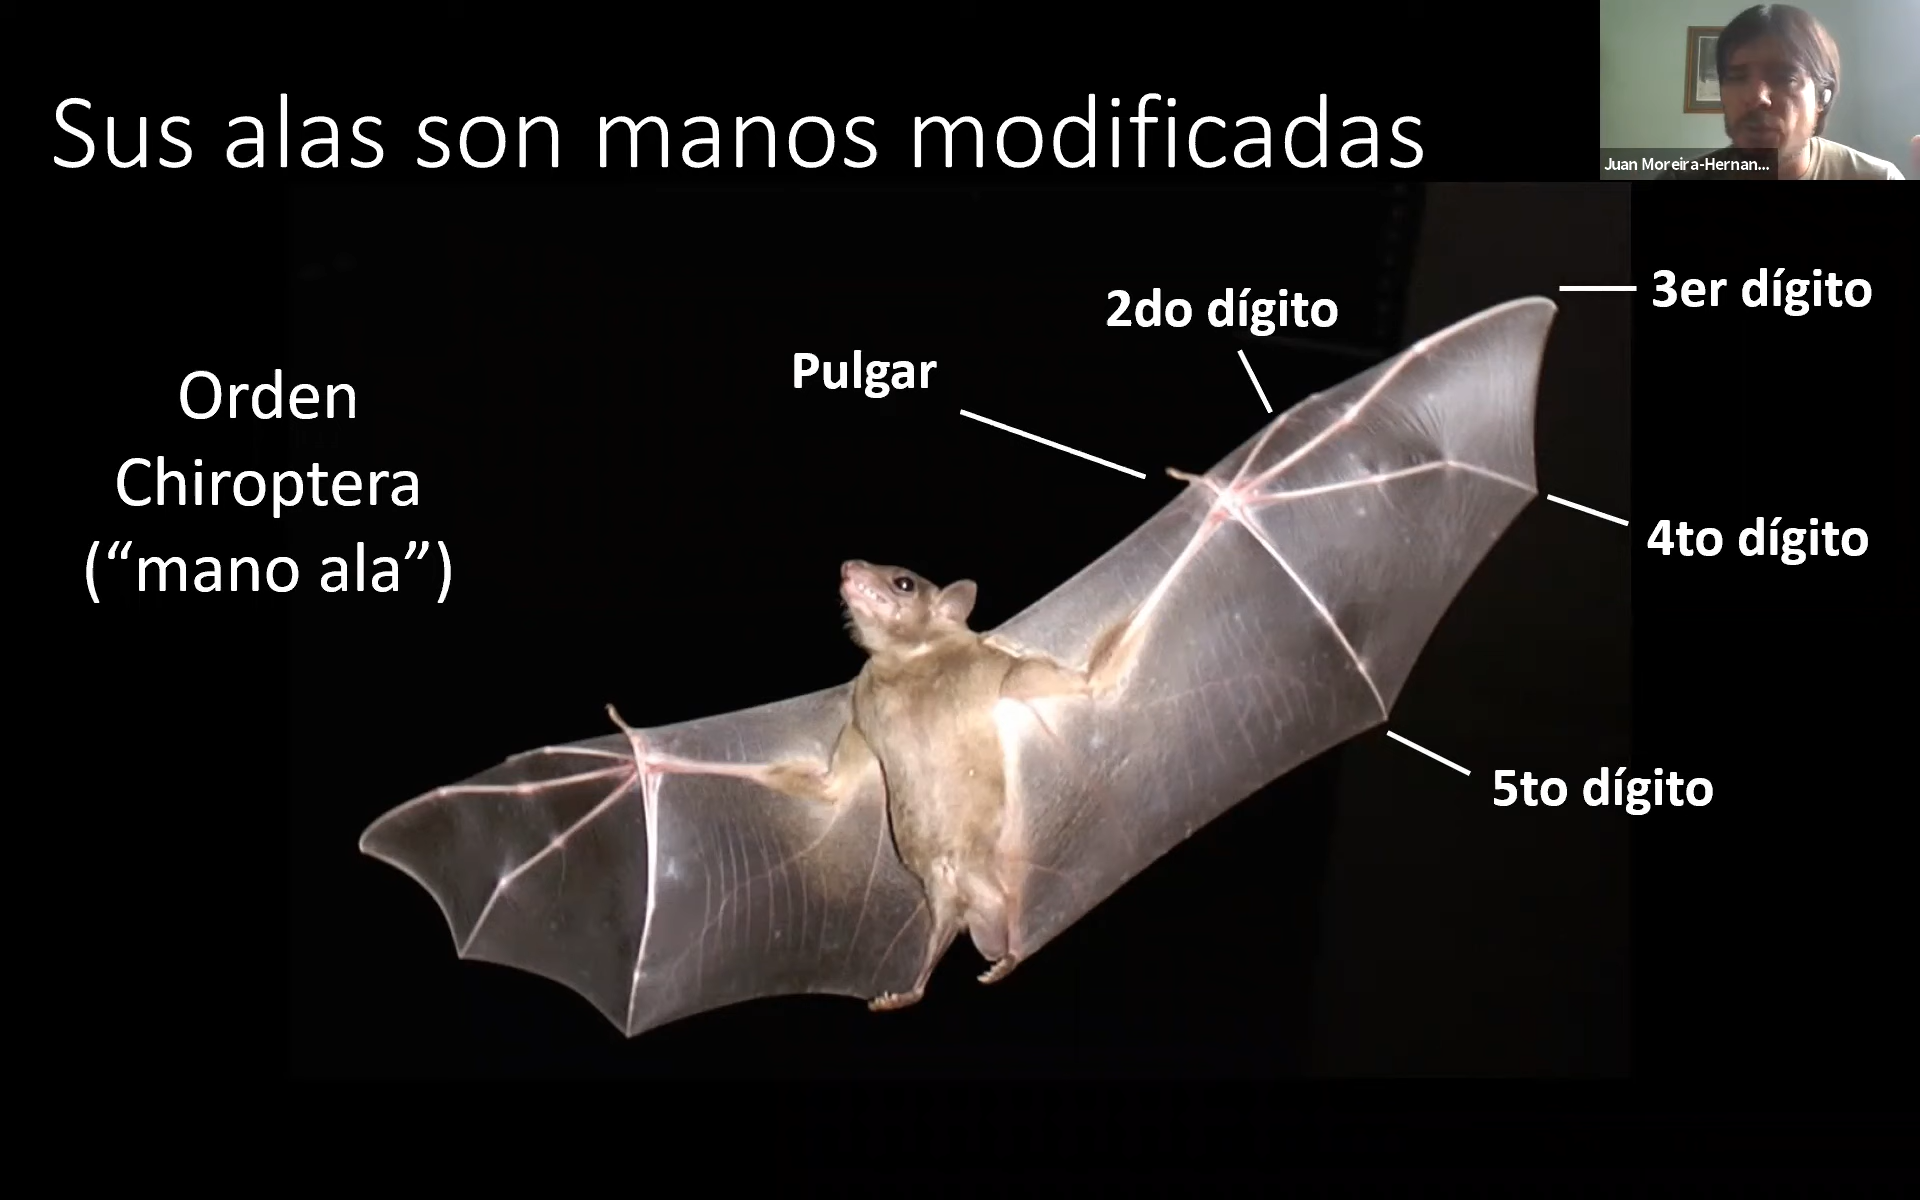 Sus alas son manos modificadas
Juan Moreira-Hernan...
3er dígito
2do dígito
Pulgar
Orden
Chiroptera
(“mano ala”)
4to dígito
5to dígito